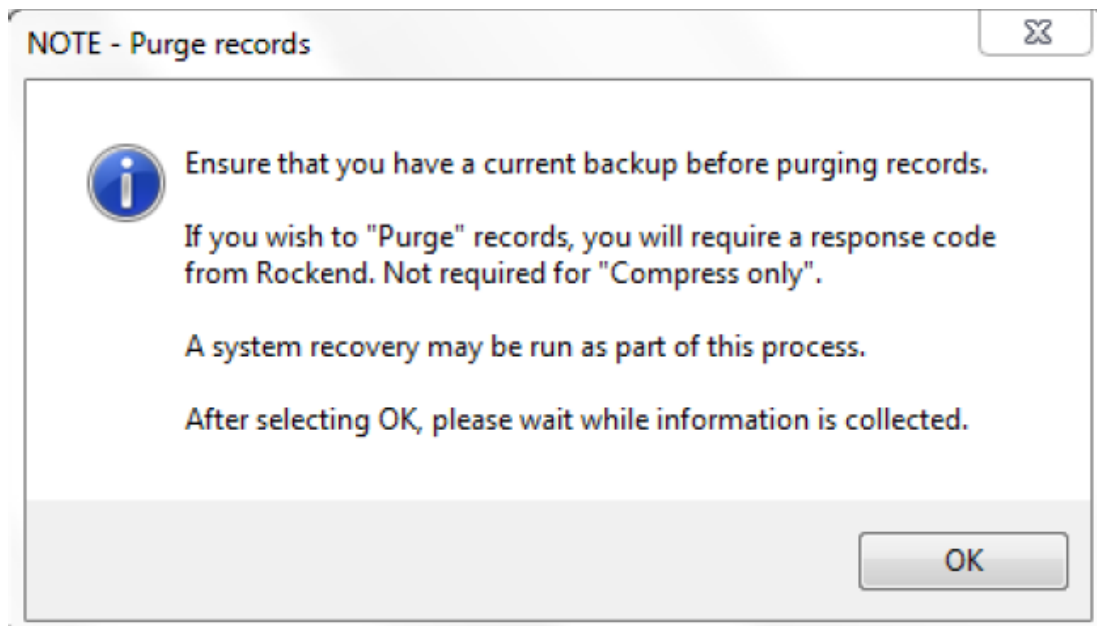 NOTE - Purge records
Ensure that you have a current backup before purging records.
If you wish to "Purge" records, you will require a response code
from Rockend. Not required for "Compress only".
A system recovery may be run as part of this process.
After selecting OK, please wait while information is collected.
OK